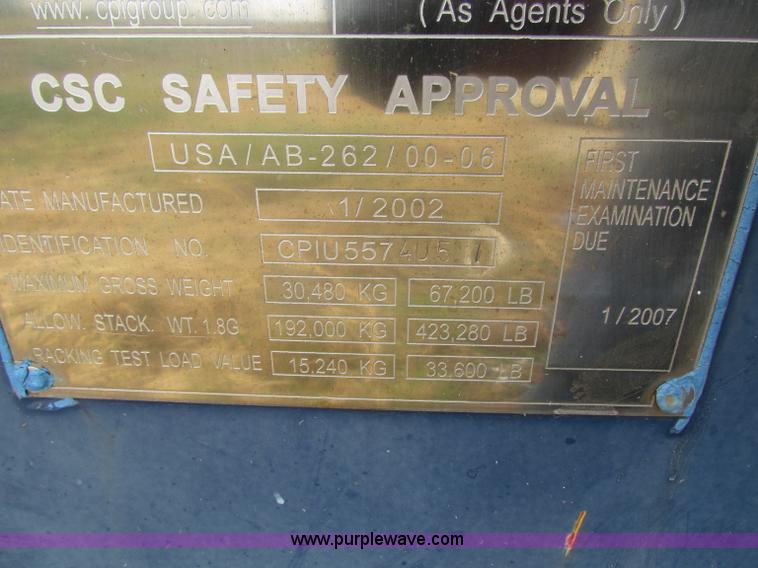 www.cpigroup.com
(As Agents Only)
CSC SAFETY APPROVAL
USA/AB-262/00-06
ATE MANUFACTURED 1/2002
IDENTIFICATION NO.
MAXIMUM GROSS WEIGHT 30,480 KG 67,200 LB
ALLOW. STACK. WT. 1.8G 192,000 KG 423,280 LB
RACKING TEST LOAD VALUE 15,240 KG 33,600 LB
FIRST
MAINTENANCE
EXAMINATION
DUE
1/2007
www.purplewave.com